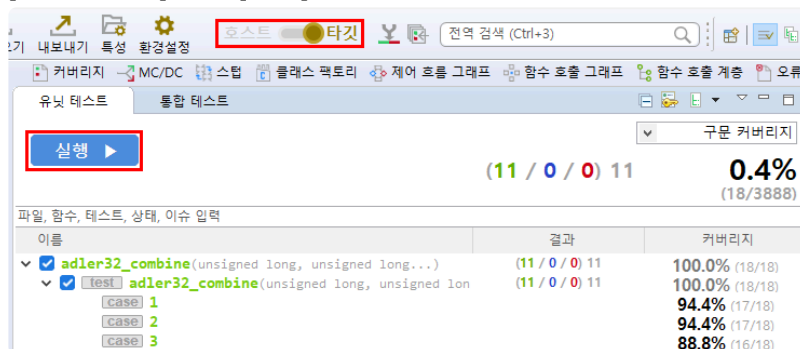 내보내기 특성 환경설정 호스트 타깃 전역 검색 (Ctrl+3)
커버리지 MC/DC 스텁 클래스 팩토리 제어 흐름 그래프 함수 호출 그래프 함수 호출 계층 오류
유닛 테스트 통합 테스트
구문 커버리지
실행
(11 / 0 / 0) 11 0.4%
(18/3888)
파일, 함수, 테스트, 상태, 이슈 입력
이름 결과 커버리지
adler32_combine(unsigned long, unsigned long...) (11 / 0 / 0) 11 100.0% (18/18)
test adler32_combine(unsigned long, unsigned lon (11 / 0 / 0) 11 100.0% (18/18)
case 1 94.4% (17/18)
case 2 94.4% (17/18)
case 3 88.8% (16/18)